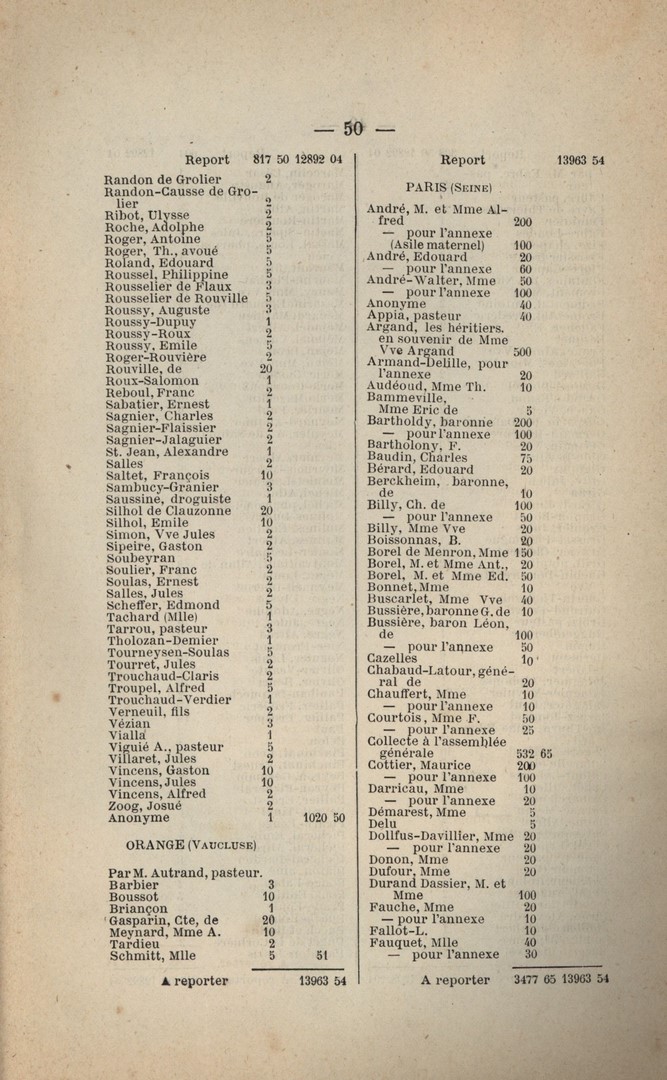 — 50 —
Report 817 50 12892 04
Randon de Grolier 2
Randon-Causse de Gro-
lier 2
Ribot, Ulysse 2
Roche, Adolphe 2
Roger, Antoine 5
Roger, Th., avoué 5
Roland, Edouard 5
Roussel, Philippine 5
Rousselier de Flaux 3
Rousselier de Rouville 5
Roussy, Auguste 3
Roussy-Dupuy 1
Roussy-Roux 2
Roussy, Emile 5
Roger-Rouvière 2
Rouville, de 20
Roux-Salomon 1
Reboul, Franc 2
Sabatier, Ernest 1
Sagnier, Charles 2
Sagnier-Flaissier 2
Sagnier-Jalaguier 2
St. Jean, Alexandre 1
Salles 2
Saltet, François 10
Sambucy-Granier 3
Saussine, droguiste 1
Silhol de Clauzonne 20
Silhol, Emile 10
Simon, Vve Jules 2
Sipeire, Gaston 2
Soubeyran 5
Soulier, Franc 2
Soulas, Ernest 2
Salles, Jules 2
Scheffer, Edmond 5
Tachard (Mlle) 1
Tarrou, pasteur 3
Tholozan-Demier 1
Tourneysen-Soulas 5
Tourret, Jules 2
Trouchaud-Claris 2
Troupel, Alfred 5
Trouchaud-Verdier 1
Verneuil, fils 2
Vézian 3
Vialla 1
Viguié A., pasteur 5
Villaret, Jules 2
Vincens, Gaston 10
Vincens, Jules 10
Vincens, Alfred 2
Zoog, Josué 2
Anonyme 1 1020 50
ORANGE (VAUCLUSE)
Par M. Autrand, pasteur.
Barbier 3
Boussot 10
Briançon 1
Gasparin, Cte, de 20
Meynard, Mme A. 10
Tardieu 2
Schmitt, Mlle 5 51
A reporter 13963 54
Report 13963 54
PARIS (SEINE)
André, M. et Mme Al-
fred 200
— pour l'annexe
(Asile maternel) 100
André, Edouard 20
— pour l'annexe 60
André-Walter, Mme 50
— pour l'annexe 100
Anonyme 40
Appia, pasteur 40
Argand, les héritiers.
en souvenir de Mme
Vve Argand 500
Armand-Delille, pour
l'annexe 20
Audéoud, Mme Th. 10
Bammeville,
Mme Eric de 5
Bartholdy, baronne 200
— pour l'annexe 100
Bartholony, F. 20
Baudin, Charles 75
Bérard, Edouard 20
Berckheim, baronne,
de 10
Billy, Ch. de 100
— pour l'annexe 50
Billy, Mme Vve 20
Boissonnas, B. 20
Borel de Menron, Mme 150
Borel, M. et Mme Ant., 20
Borel, M. et Mme Ed. 50
Bonnet, Mme 10
Buscarlet, Mme Vve 40
Bussière, baronne G. de 10
Bussière, baron Léon,
de 100
— pour l'annexe 50
Cazelles 10
Chabaud-Latour, géné-
ral de 20
Chauffert, Mme 10
— pour l'annexe 10
Courtois, Mme F. 50
— pour l'annexe 25
Collecte à l'assemblée
générale 532 65
Cottier, Maurice 200
— pour l'annexe 100
Darricau, Mme 10
— pour l'annexe 20
Démarest, Mme 5
Delu 5
Dollfus-Davillier, Mme 20
— pour l'annexe 20
Donon, Mme 20
Dufour, Mme 20
Durand Dassier, M. et
Mme 100
Fauche, Mme 20
— pour l'annexe 10
Fallot-L. 10
Fauquet, Mlle 40
— pour l'annexe 30
A reporter 3477 65 13963 54